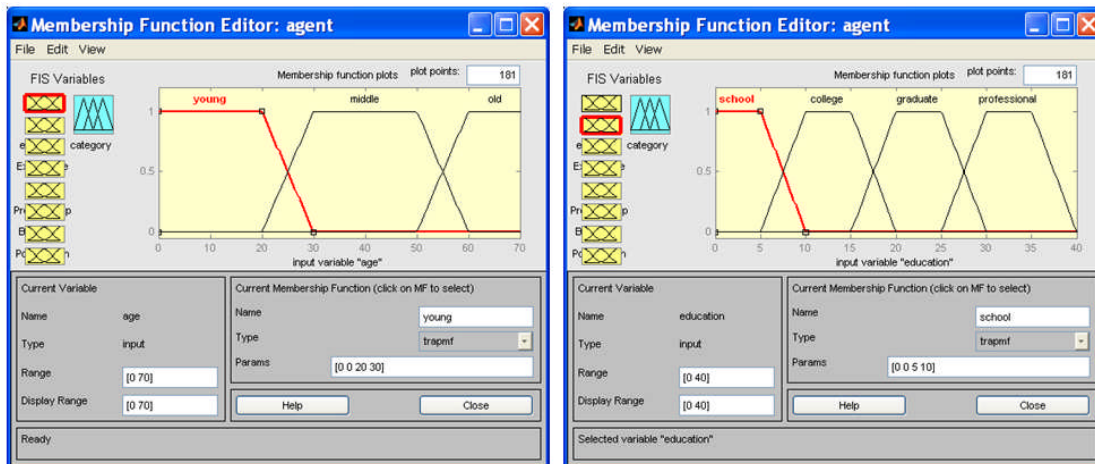 Membership Function Editor: agent
File Edit View
FIS Variables
Membership function plots
plot points:
181
category
young
middle
old
1
0.5
0
0 10 20 30 40 50 60 70
input variable "age"
Current Variable
Name age
Type input
Range [0 70]
Display Range [0 70]
Current Membership Function (click on MF to select)
Name young
Type trapmf
Params [0 0 20 30]
Help
Close
Ready
Membership Function Editor: agent
File Edit View
FIS Variables
Membership function plots
plot points:
181
category
school
college
graduate
professional
1
0.5
0
0 5 10 15 20 25 30 35 40
input variable "education"
Current Variable
Name education
Type input
Range [0 40]
Display Range [0 40]
Current Membership Function (click on MF to select)
Name school
Type trapmf
Params [0 0 5 10]
Help
Close
Selected variable "education"